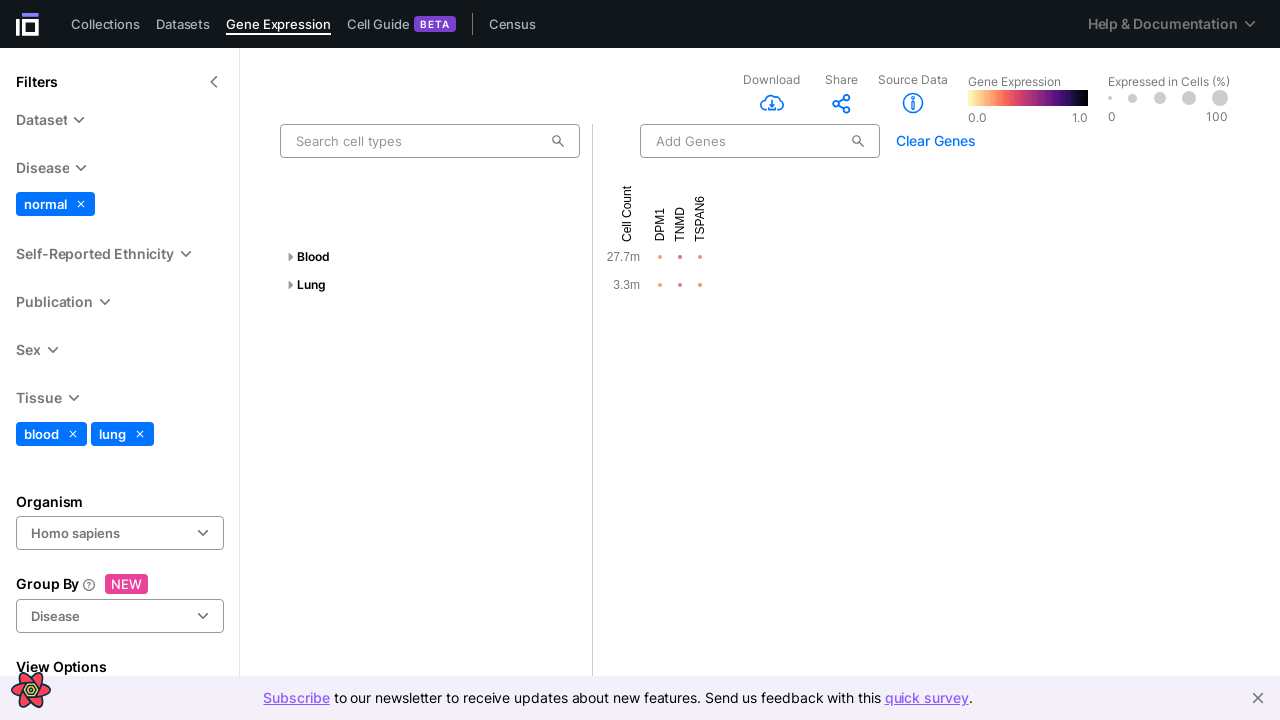 Collections Datasets Gene Expression Cell Guide BETA Census Help & Documentation
Filters
Dataset
Disease
normal
Self-Reported Ethnicity
Publication
Sex
Tissue
blood lung
Organism
Homo sapiens
Group By NEW
Disease
View Options
Download Share Source Data Gene Expression Expressed in Cells (%)
0.0 1.0 0 100
Search cell types Add Genes Clear Genes
Cell Count DPM1 TNMD TSPAN6
Blood 27.7m
Lung 3.3m
Subscribe to our newsletter to receive updates about new features. Send us feedback with this quick survey.